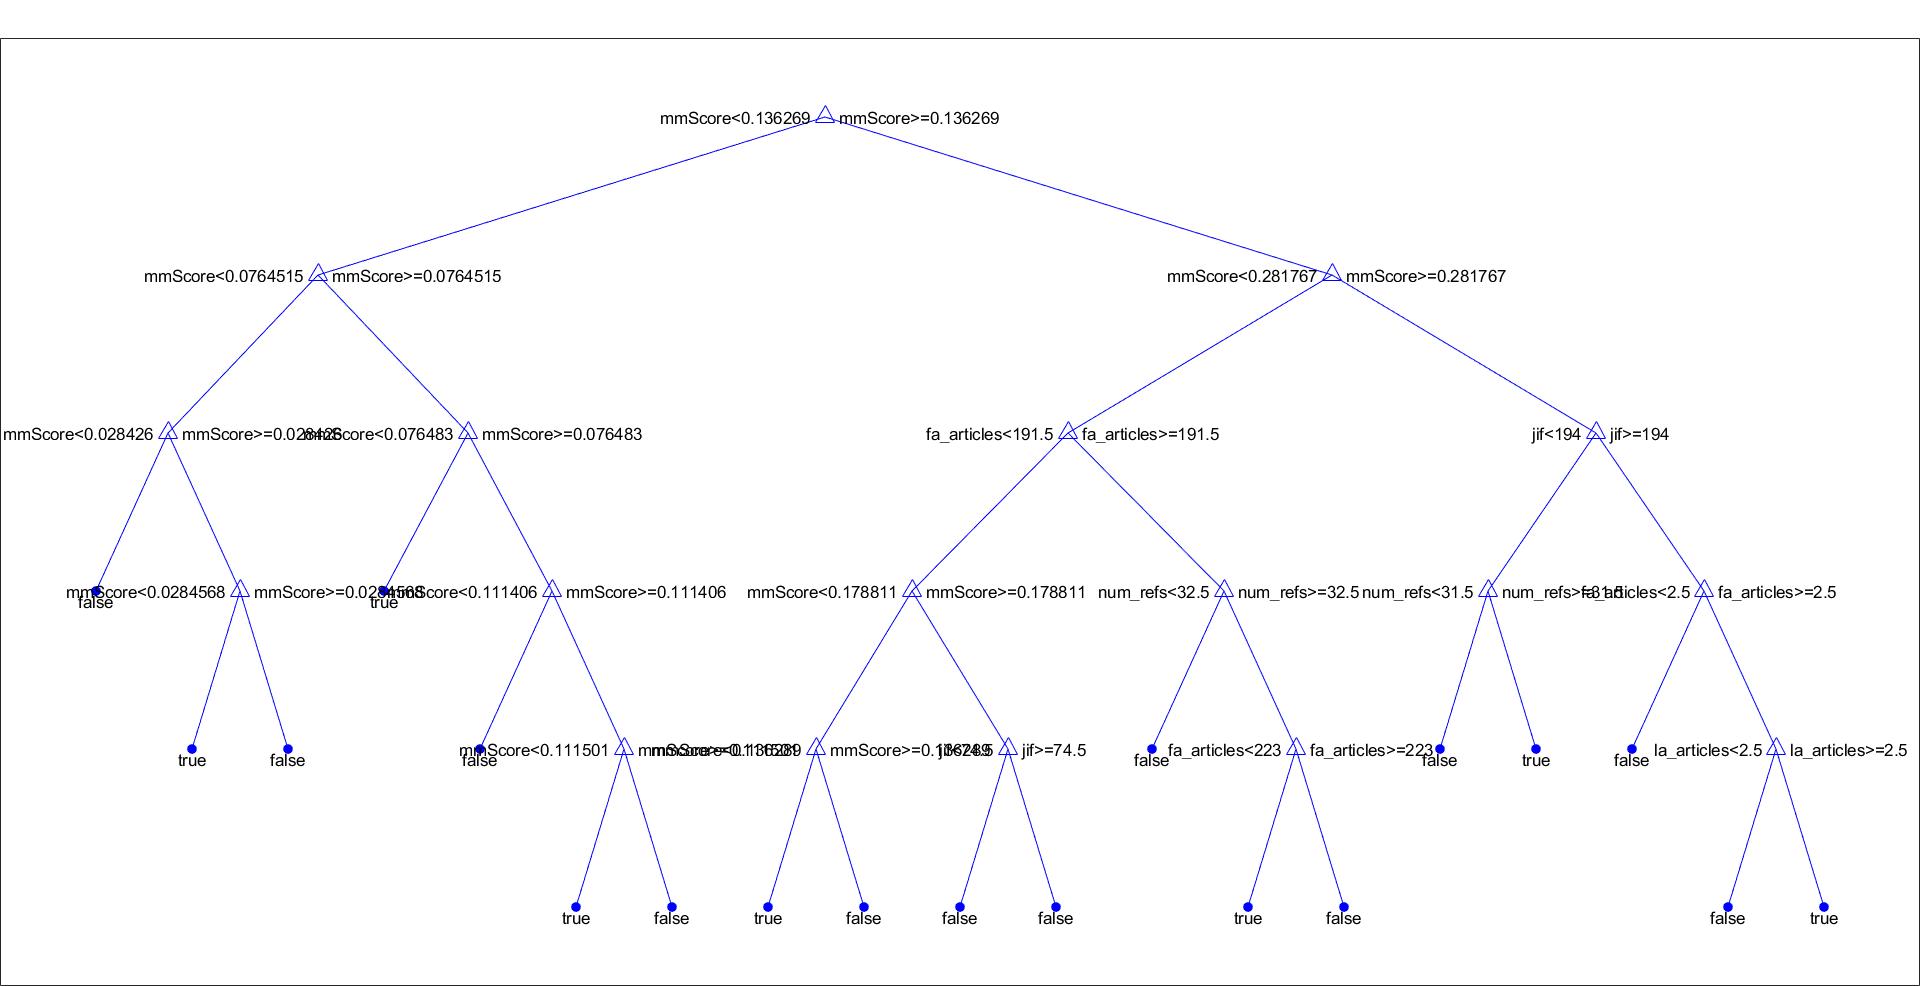 mmScore<0.136269 mmScore>=0.136269
mmScore<0.0764515 mmScore>=0.0764515 mmScore<0.281767 mmScore>=0.281767
mmScore<0.028426 mmScore>=0.028426 mmScore<0.076483 mmScore>=0.076483 fa_articles<191.5 fa_articles>=191.5 jif<194 jif>=194
mmScore<0.0284568 mmScore>=0.0284568 mmScore<0.111406 mmScore>=0.111406 mmScore<0.178811 mmScore>=0.178811 num_refs<32.5 num_refs>=32.5 num_refs<31.5 num_refs>=31.5 fa_articles<2.5 fa_articles>=2.5
false true
mmScore<0.111501 mmScore>=0.111501 jif<74.5 jif>=74.5 fa_articles<223 fa_articles>=223 la_articles<2.5 la_articles>=2.5
true false false false false true false
true false true false false false true false false true